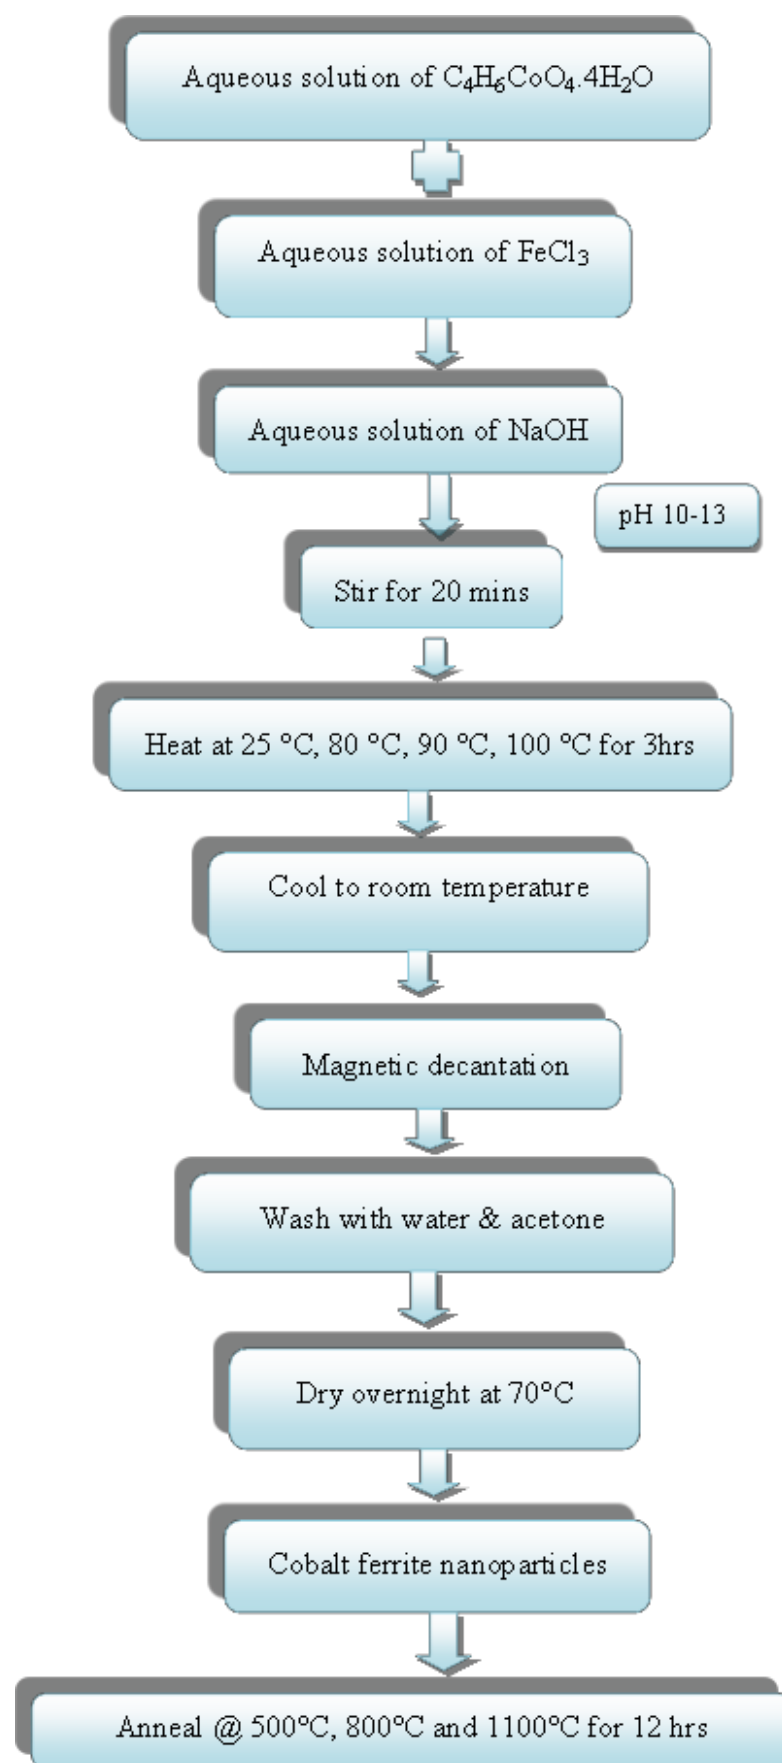 Aqueous solution of C₄H₆CoO₄.4H₂O
Aqueous solution of FeCl₃
Aqueous solution of NaOH
pH 10-13
Stir for 20 mins
Heat at 25 °C, 80 °C, 90 °C, 100 °C for 3hrs
Cool to room temperature
Magnetic decantation
Wash with water & acetone
Dry overnight at 70°C
Cobalt ferrite nanoparticles
Anneal @ 500°C, 800°C and 1100°C for 12 hrs